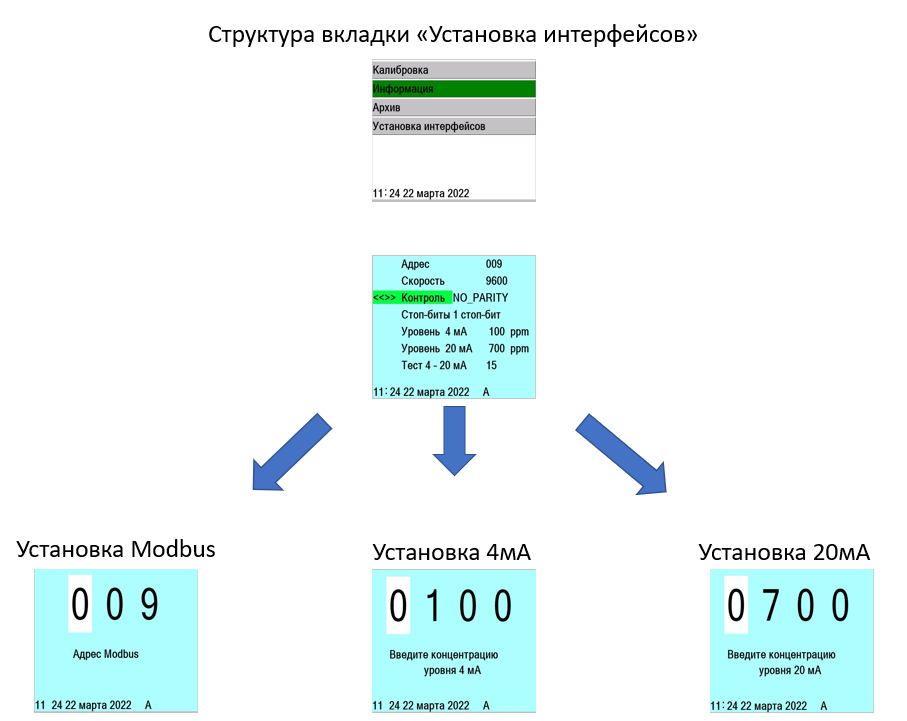 Структура вкладки «Установка интерфейсов»
Калибровка
Информация
Архив
Установка интерфейсов
11: 24 22 марта 2022
Адрес 009
Скорость 9600
<<>> Контроль NO_PARITY
Стоп-биты 1 стоп-бит
Уровень 4 мА 100 ppm
Уровень 20 мА 700 ppm
Тест 4 - 20 мА 15
11: 24 22 марта 2022 А
Установка Modbus
0 0 9
Адрес Modbus
11 24 22 марта 2022 А
Установка 4мА
0 1 0 0
Введите концентрацию
уровня 4 мА
11 24 22 марта 2022 А
Установка 20мА
0 7 0 0
Введите концентрацию
уровня 20 мА
11: 24 22 марта 2022 А